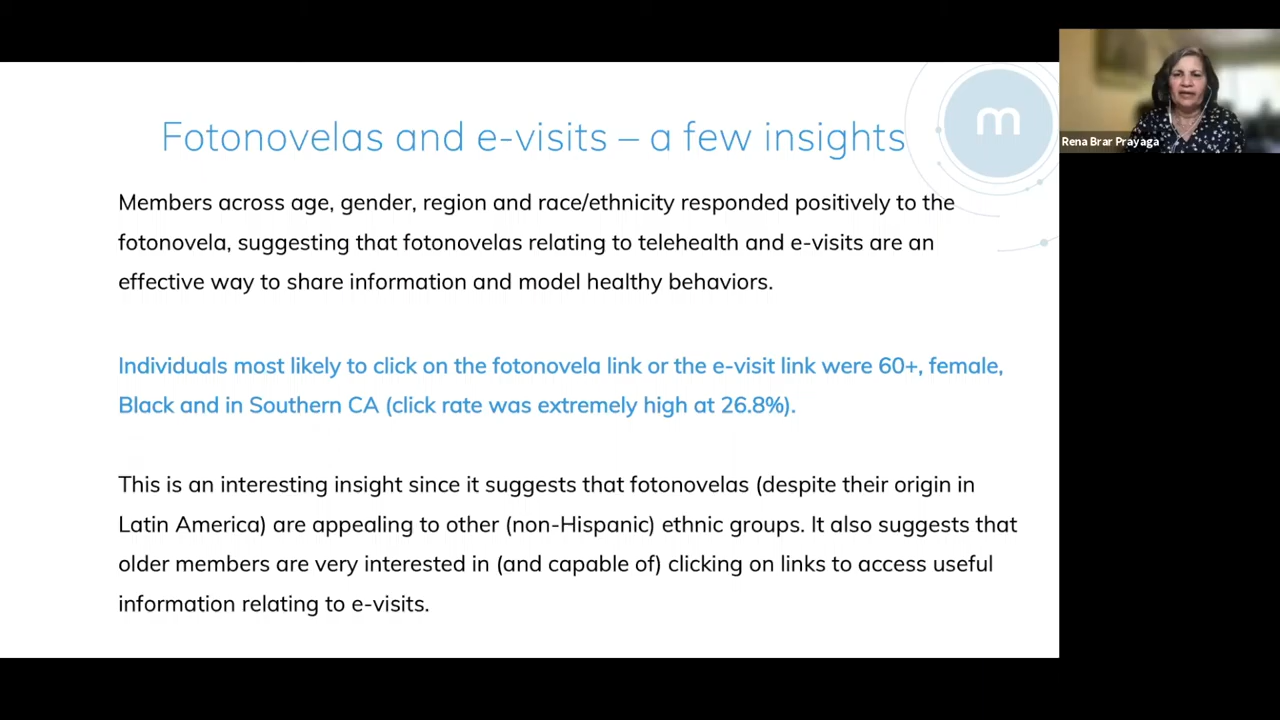 Fotonovelas and e-visits – a few insights
m
Rena Brar Prayaga
Members across age, gender, region and race/ethnicity responded positively to the
fotonovela, suggesting that fotonovelas relating to telehealth and e-visits are an
effective way to share information and model healthy behaviors.
Individuals most likely to click on the fotonovela link or the e-visit link were 60+, female,
Black and in Southern CA (click rate was extremely high at 26.8%).
This is an interesting insight since it suggests that fotonovelas (despite their origin in
Latin America) are appealing to other (non-Hispanic) ethnic groups. It also suggests that
older members are very interested in (and capable of) clicking on links to access useful
information relating to e-visits.